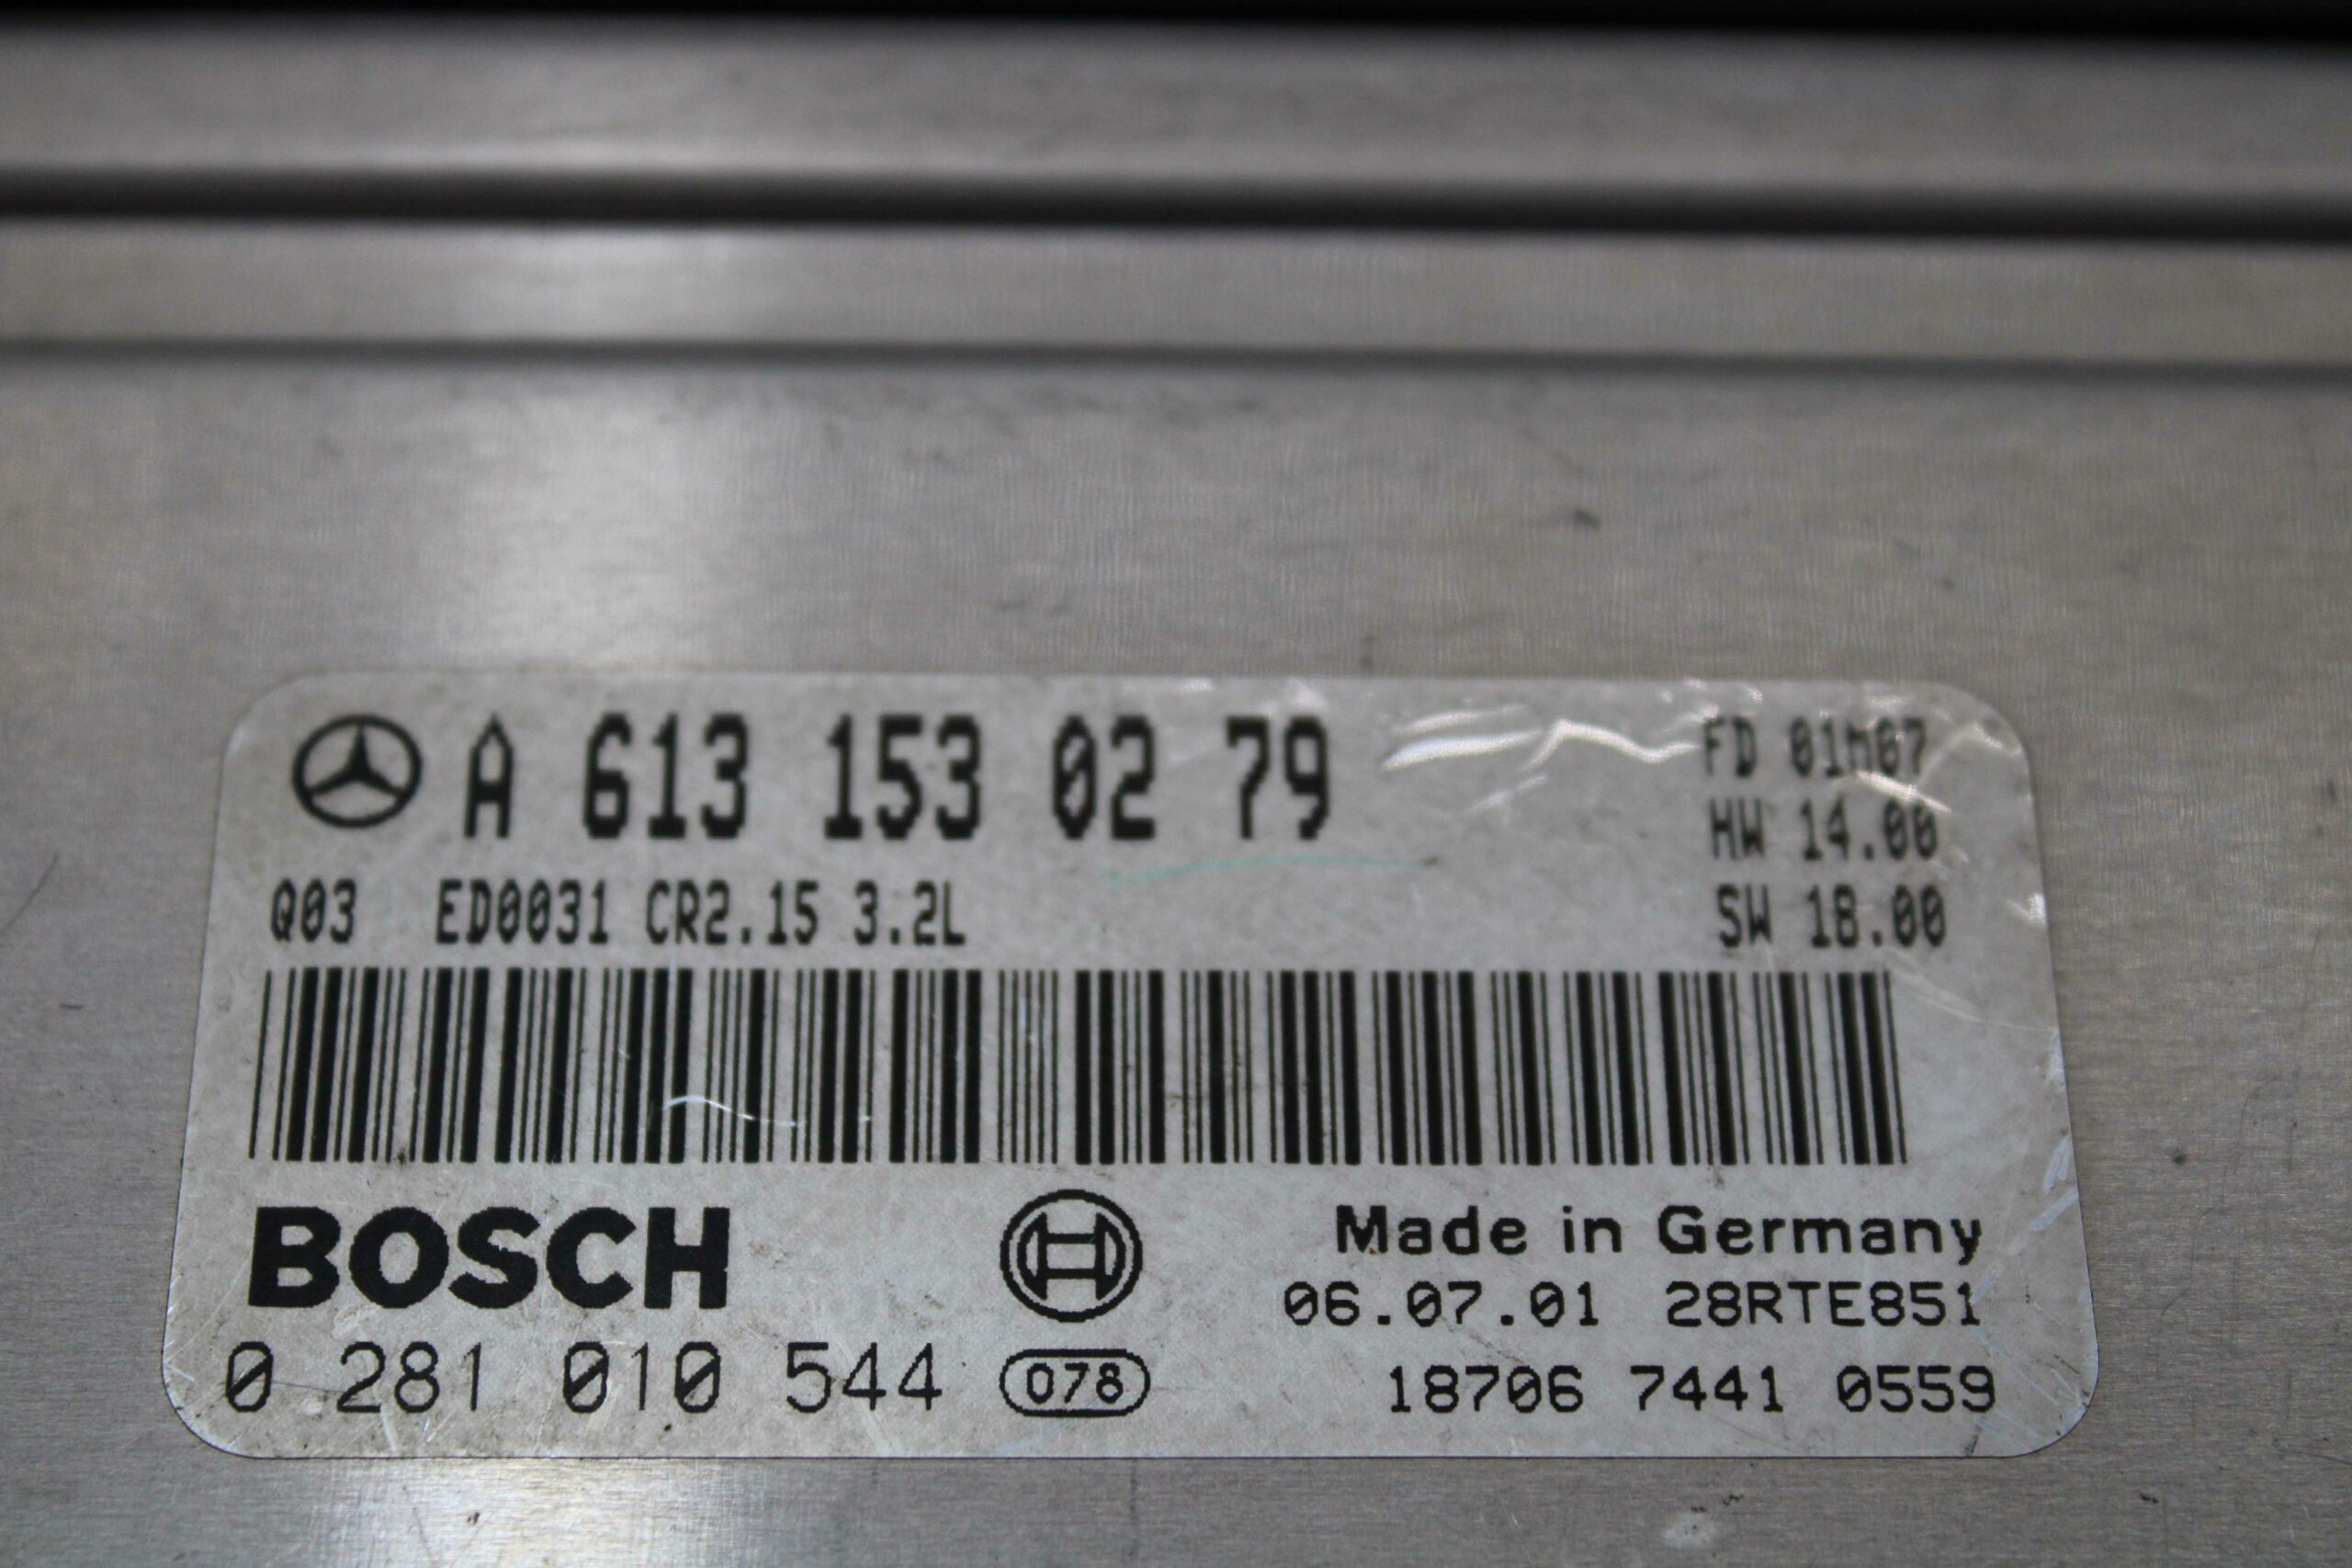 A 613 153 02 79
FD 01M07
HW 14.00
Q03 ED0031 CR2.15 3.2L
SW 18.00
BOSCH
Made in Germany
06.07.01 28RTE851
0 281 010 544 078
18706 7441 0559